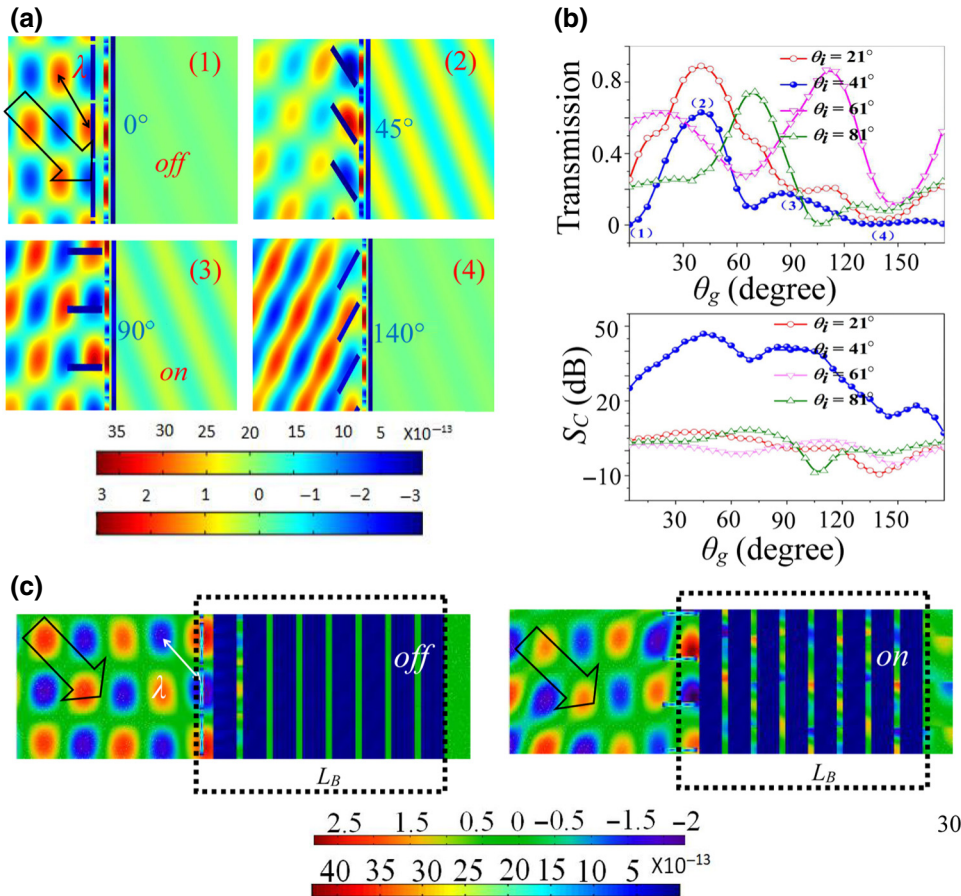 (a)
(1)
λ
0°
off
(2)
45°
(3)
90°
on
(4)
140°
35 30 25 20 15 10 5 X10⁻¹³
3 2 1 0 −1 −2 −3
(b)
Transmission
0.8
0.4
0
θi = 21°
θi = 41°
θi = 61°
θi = 81°
(1)
(2)
(3)
(4)
30 60 90 120 150
θg (degree)
SC (dB)
50
20
−10
θi = 21°
θi = 41°
θi = 61°
θi = 81°
30 60 90 120 150
θg (degree)
(c)
off
λ
LB
on
LB
2.5 1.5 0.5 −0.5 −1.5 −2
40 35 30 25 20 15 10 5 X10⁻¹³
30